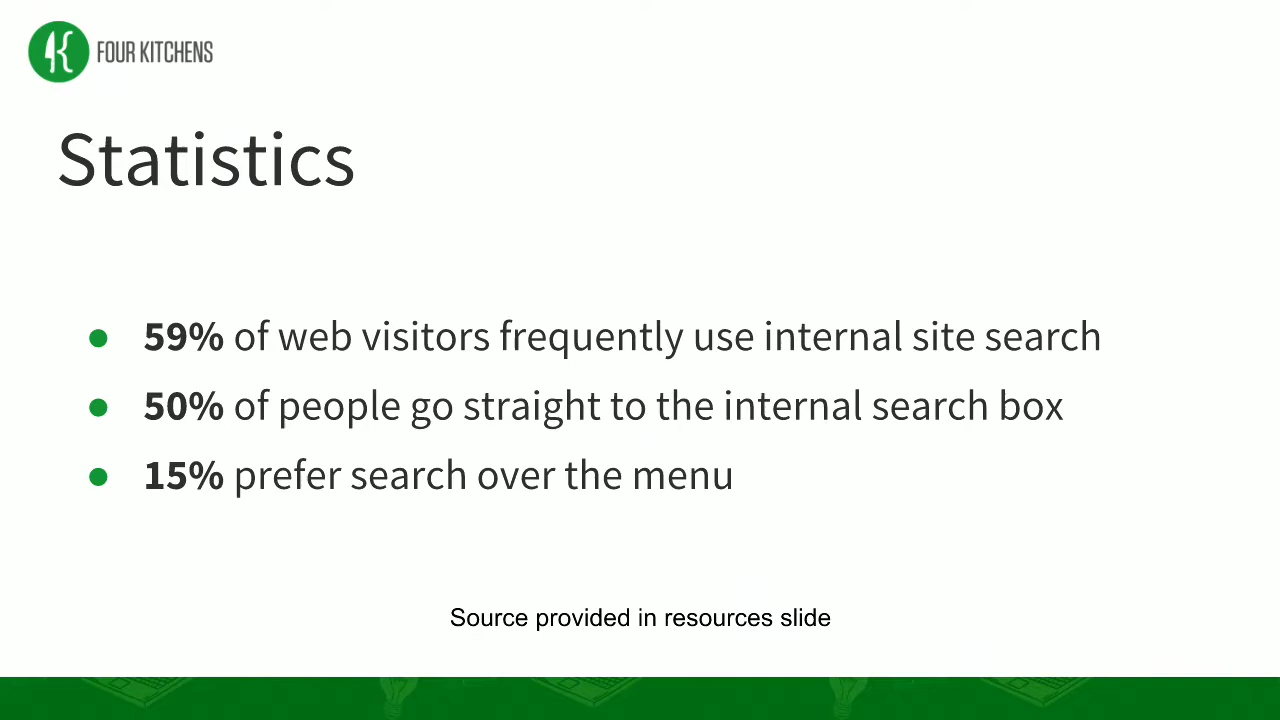 FOUR KITCHENS
Statistics
59% of web visitors frequently use internal site search
50% of people go straight to the internal search box
15% prefer search over the menu
Source provided in resources slide